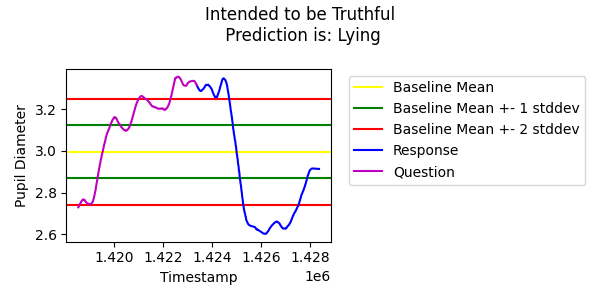 Intended to be Truthful
Prediction is: Lying
Pupil Diameter
3.2
3.0
2.8
2.6
1.420 1.422 1.424 1.426 1.428
1e6
Timestamp
Baseline Mean
Baseline Mean +- 1 stddev
Baseline Mean +- 2 stddev
Response
Question